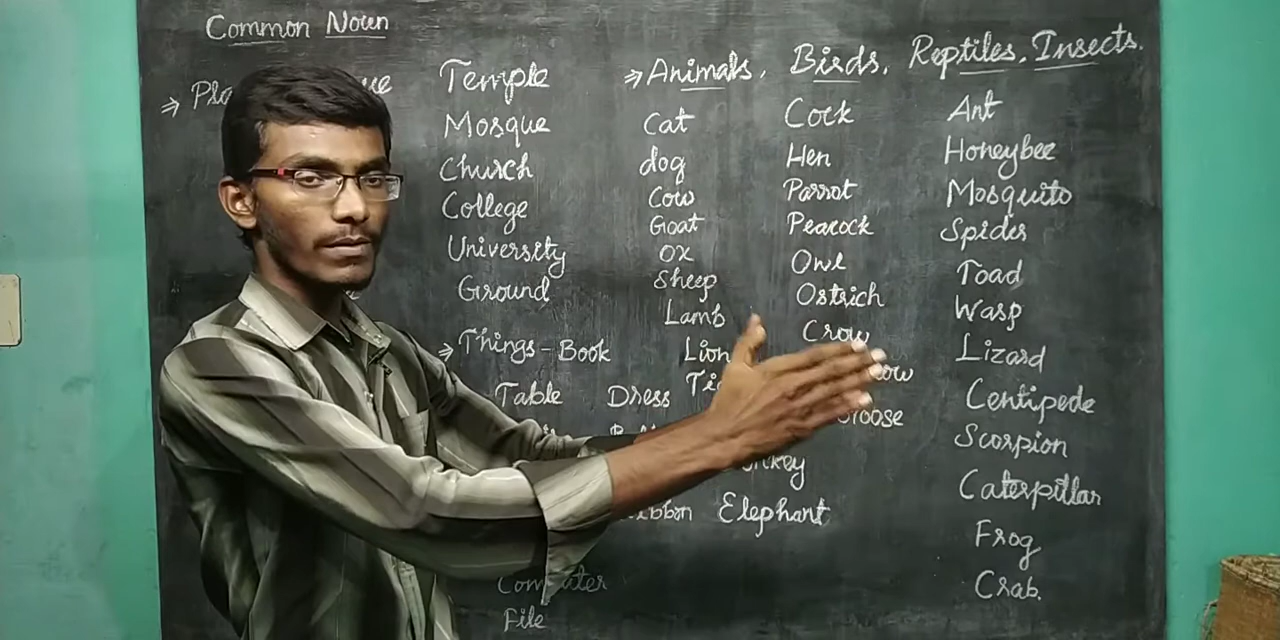 Common Noun
Temple
Mosque
Church
College
University
Ground
⇒ Things - Book
Table
Dress
Computer
File
⇒ Animals,
Cat
dog
Cow
Goat
Ox
Sheep
Lamb
Lion
Elephant
Birds,
Cock
Hen
Parrot
Peacock
Owl
Ostrich
Crow
Reptiles, Insects.
Ant
Honeybee
Mosquito
Spider
Toad
Wasp
Lizard
Centipede
Scorpion
Caterpillar
Frog
Crab.